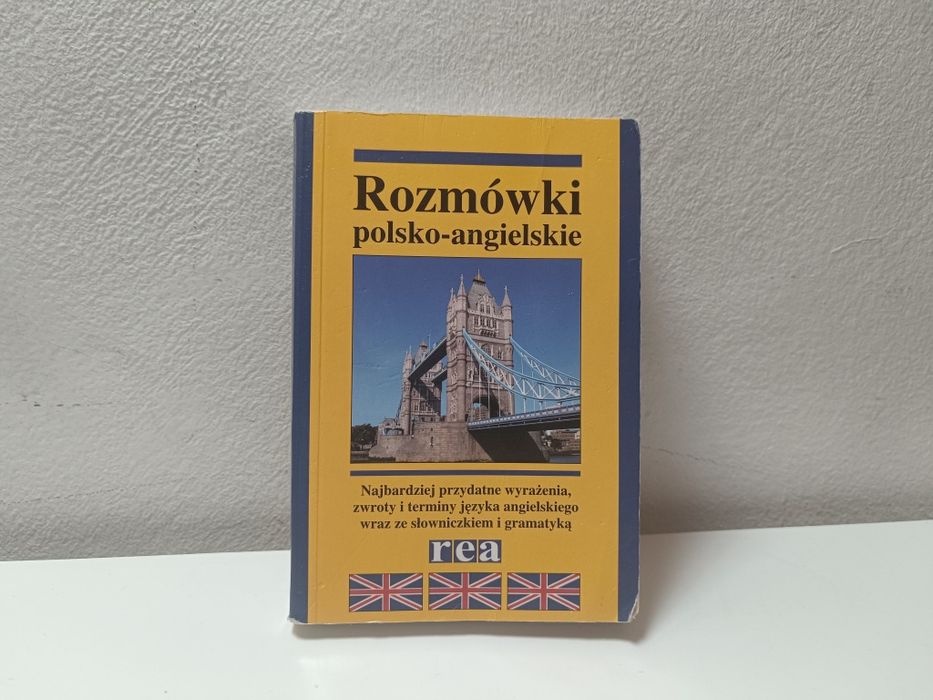 Rozmówki
polsko-angielskie
Najbardziej przydatne wyrażenia,
zwroty i terminy języka angielskiego
wraz ze słowniczkiem i gramatyką
rea